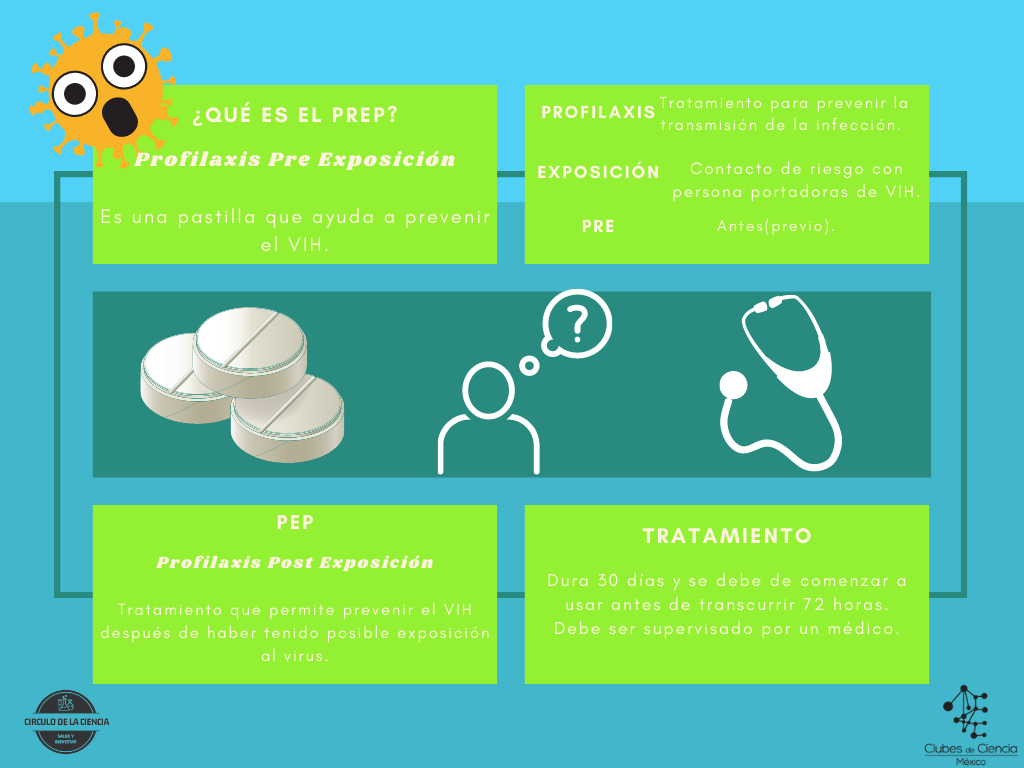 ¿QUÉ ES EL PREP?
Profilaxis Pre Exposición
Es una pastilla que ayuda a prevenir
el VIH.
PROFILAXIS
Tratamiento para prevenir la
transmisión de la infección.
EXPOSICIÓN
Contacto de riesgo con
persona portadoras de VIH.
PRE
Antes(previo).
?
PEP
Profilaxis Post Exposición
Tratamiento que permite prevenir el VIH
después de haber tenido posible exposición
al virus.
TRATAMIENTO
Dura 30 días y se debe de comenzar a
usar antes de transcurrir 72 horas.
Debe ser supervisado por un médico.
CIRCULO DE LA CIENCIA
SALUD Y
BIENESTAR
Clubes de Ciencia
México